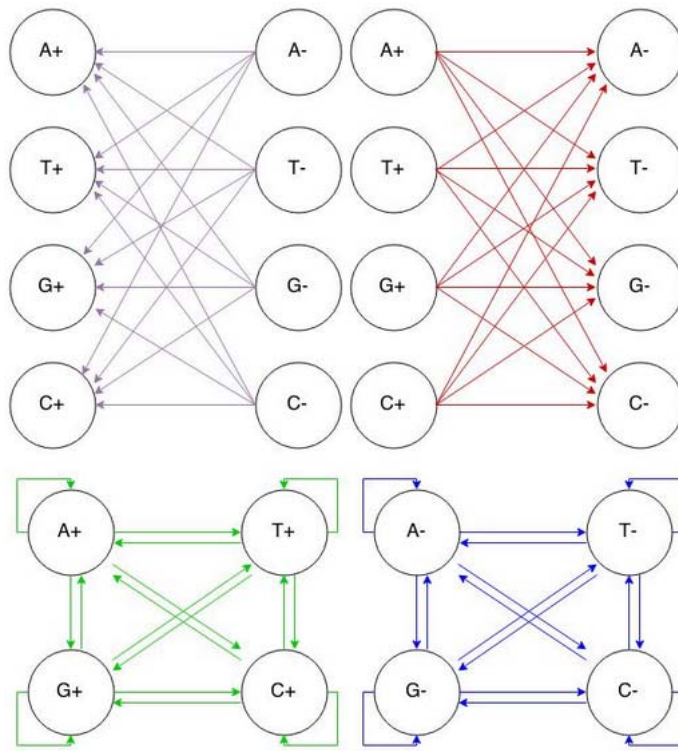 A+ A- A+ A-
T+ T- T+ T-
G+ G- G+ G-
C+ C- C+ C-
A+ T+ A- T-
G+ C+ G- C-